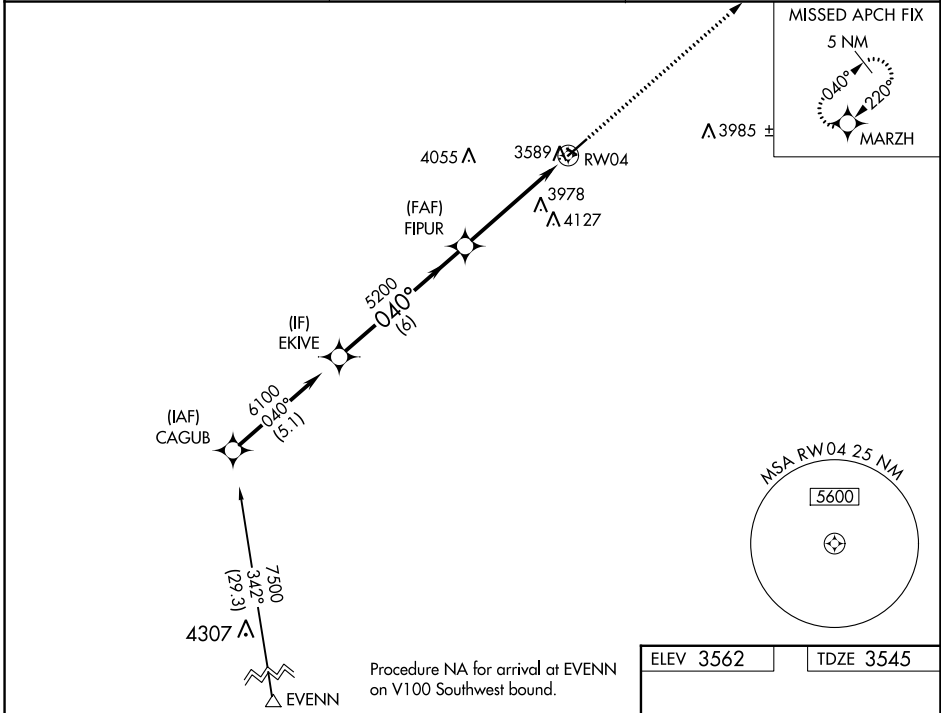 MISSED APCH FIX
5 NM
040°
220°
MARZH
3985 ±
4055
3589
RW04
3978
4127
(FAF)
FIPUR
5200
040°
(6)
(IF)
EKIVE
6100
040°
(5.1)
(IAF)
CAGUB
MSA RW04 25 NM
5600
7500
342°
(29.3)
4307
EVENN
Procedure NA for arrival at EVENN
on V100 Southwest bound.
ELEV 3562
TDZE 3545